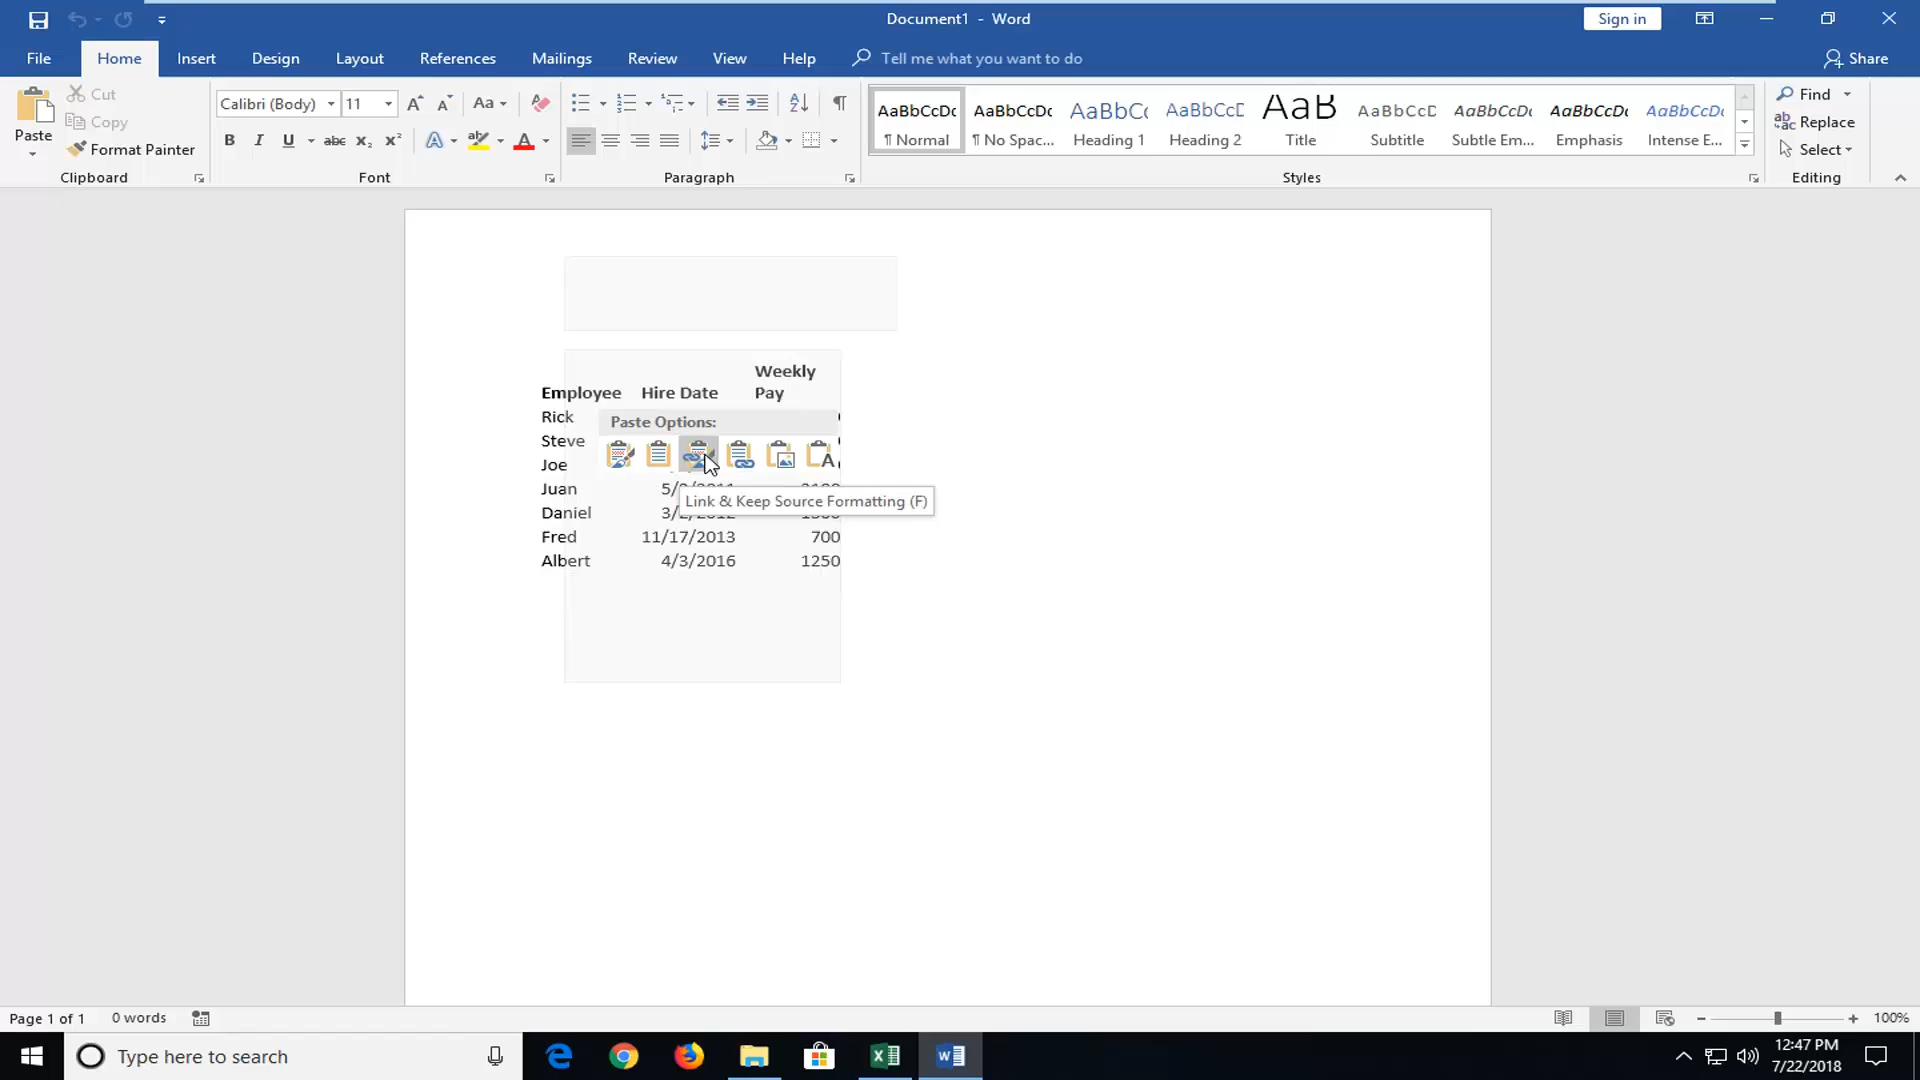 Document1 - Word
Sign in
File Home Insert Design Layout References Mailings Review View Help Tell me what you want to do Share
Paste
Cut
Copy
Format Painter
Clipboard
Calibri (Body) 11
Aa
B I U abc x₂ x²
Font
Paragraph
AaBbCcDc AaBbCcDc AaBbC( AaBbCcD AaB AaBbCcD AaBbCcDc AaBbCcDc AaBbCcDc
¶ Normal ¶ No Spac... Heading 1 Heading 2 Title Subtitle Subtle Em... Emphasis Intense E...
Styles
Find
Replace
Select
Editing
Weekly
Employee Hire Date Pay
Rick
Paste Options:
Steve
Joe
Juan
Link & Keep Source Formatting (F)
Daniel
Fred 11/17/2013 700
Albert 4/3/2016 1250
Page 1 of 1 0 words 100%
Type here to search
12:47 PM
7/22/2018